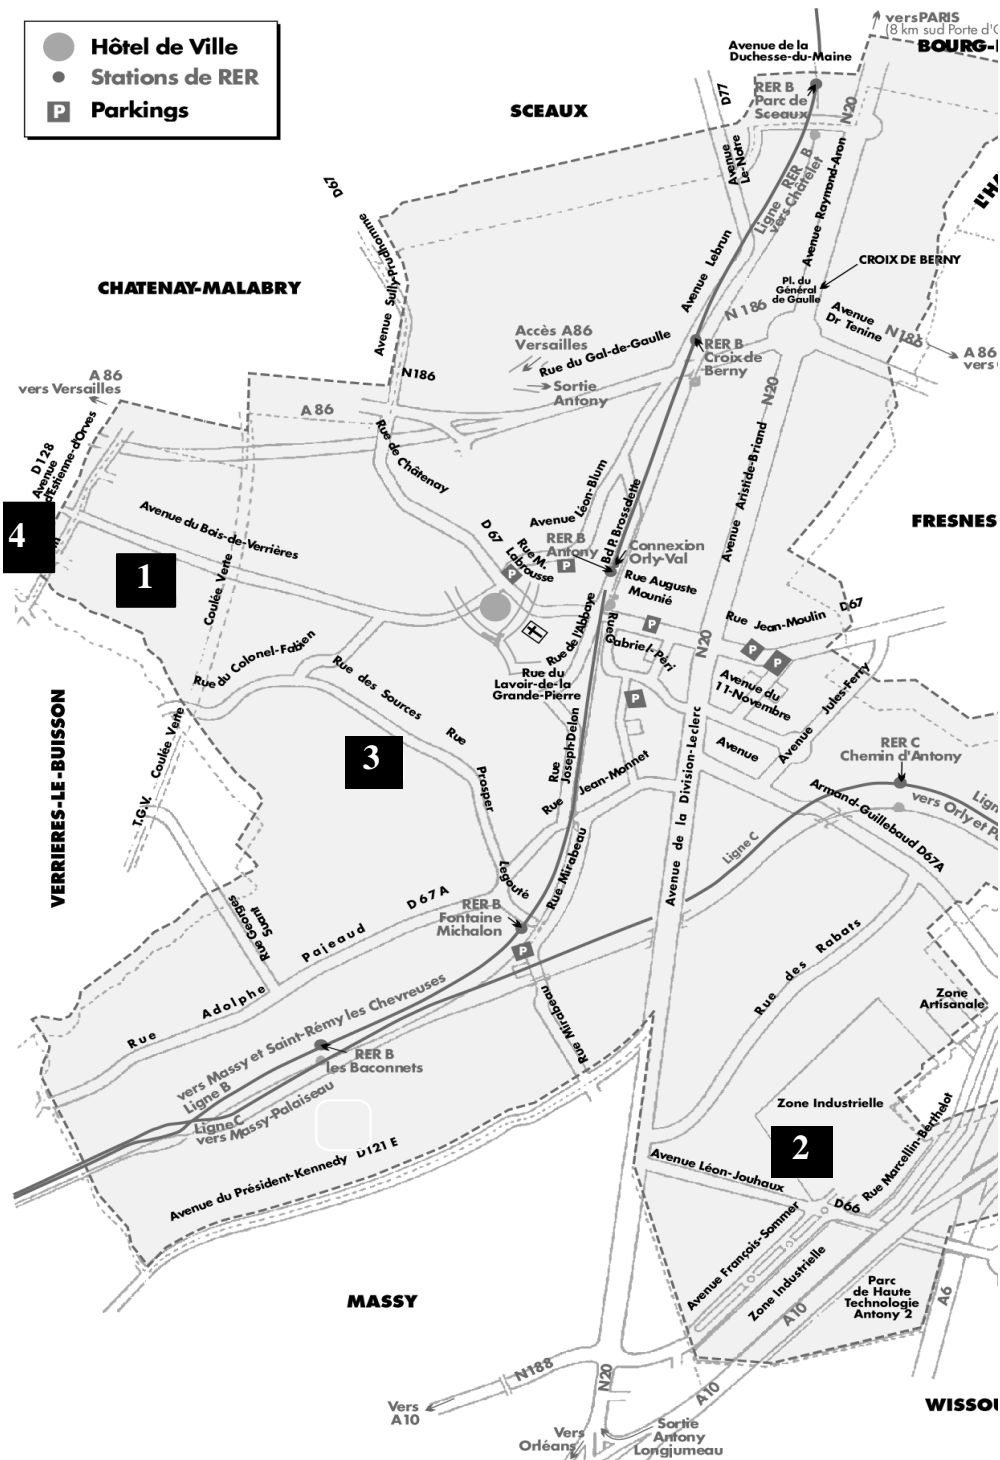 Hôtel de Ville
Stations de RER
P Parkings
vers PARIS
(8 km sud Porte d'O
BOURG-
Avenue de la
Duchesse-du-Maine
SCEAUX
D77
RER B
Parc de
Sceaux
N20
Avenue
Le-Nôtre
Ligne RER B
vers Châtelet
Avenue Raymond-Aron
L'HA
D67
Avenue Sully-Prudhomme
Avenue Lebrun
CROIX DE BERNY
Pl. du
Général
de Gaulle
CHATENAY-MALABRY
N 186
Avenue
Dr Tenine
N186
A 86
vers
Accès A86
Versailles
Rue du Gal-de-Gaulle
RER B
Croix de
Berny
Sortie
Antony
N186
A 86
vers Versailles
A 86
N20
D128
Avenue
d'Estienne-d'Orves
Rue de Châtenay
Avenue Aristide-Briand
Avenue Léon-Blum
Bd P. Brossolette
4
Avenue du Bois-de-Verrières
D67
Rue M.
Labrousse
RER B
Antony
Connexion
Orly-Val
FRESNES
1
Coulée Verte
P
P
Rue Auguste
Mounié
Rue de l'Abbaye
Rue
Gabriel-Péri
P
Rue Jean-Moulin
D67
N20
P
P
Rue du Colonel-Fabien
Rue des Sources
Rue du
Lavoir-de-la
Grande-Pierre
Avenue du
11-Novembre
P
Avenue Jules-Ferry
VERRIERES-LE-BUISSON
Coulée Verte
Rue
Prosper
Legouté
Rue
Joseph-Delon
Avenue
RER C
Chemin d'Antony
3
Rue Jean-Monnet
Avenue de la Division-Leclerc
Armand-Guillebaud D67A
Lign
vers Orly et P
T.G.V.
Ligne C
Rue Mirabeau
Rue Georges
Suant
D67A
RER B
Fontaine
Michalon
P
Rue Adolphe Pajeaud
Rue des Rabats
vers Massy et Saint-Rémy les Chevreuses
Ligne B
Zone
Artisanale
Rue Mirabeau
RER B
les Baconnets
Ligne C
vers Massy-Palaiseau
Zone Industrielle
2
Avenue du Président-Kennedy D121 E
Avenue Léon-Jouhaux
Rue Marcellin-Berthelot
D66
Avenue François-Sommer
Zone Industrielle
Parc
de Haute
Technologie
Antony 2
A10
A6
MASSY
N188
N20
A10
Vers
A10
WISSOU
Vers
Orléans
Sortie
Antony
Longjumeau